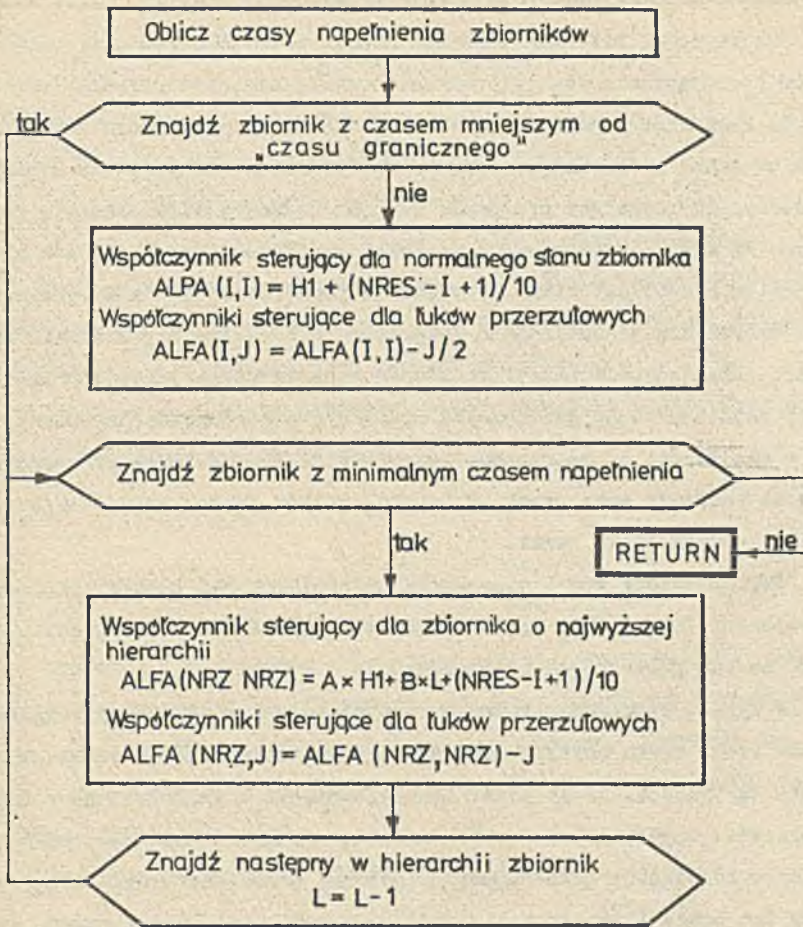 Oblicz czasy napełnienia zbiorników
tak
Znajdź zbiornik z czasem mniejszym od
„czasu granicznego"
nie
Współczynnik sterujący dla normalnego stanu zbiornika
ALPA (I,I) = H1 + (NRES - I + 1)/10
Współczynniki sterujące dla łuków przerzutowych
ALFA(I,J) = ALFA(I,I) - J/2
Znajdź zbiornik z minimalnym czasem napełnienia
tak
RETURN
nie
Współczynnik sterujący dla zbiornika o najwyższej
hierarchii
ALFA(NRZ NRZ) = A × H1 + B × L + (NRES-I+1)/10
Współczynniki sterujące dla łuków przerzutowych
ALFA (NRZ,J) = ALFA (NRZ,NRZ) - J
Znajdź następny w hierarchii zbiornik
L = L - 1